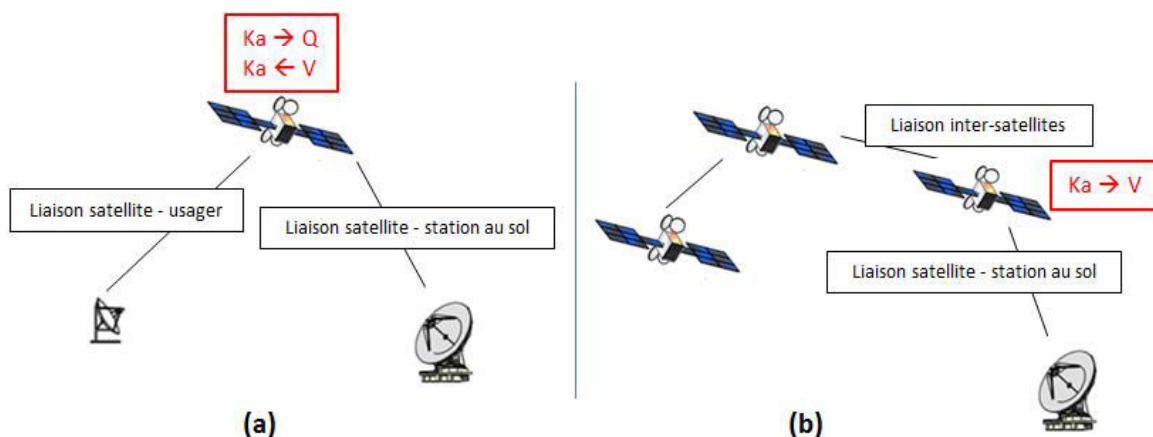 Ka → Q
Ka ← V
Liaison satellite - usager
Liaison satellite - station au sol
(a)
Liaison inter-satellites
Ka → V
Liaison satellite - station au sol
(b)